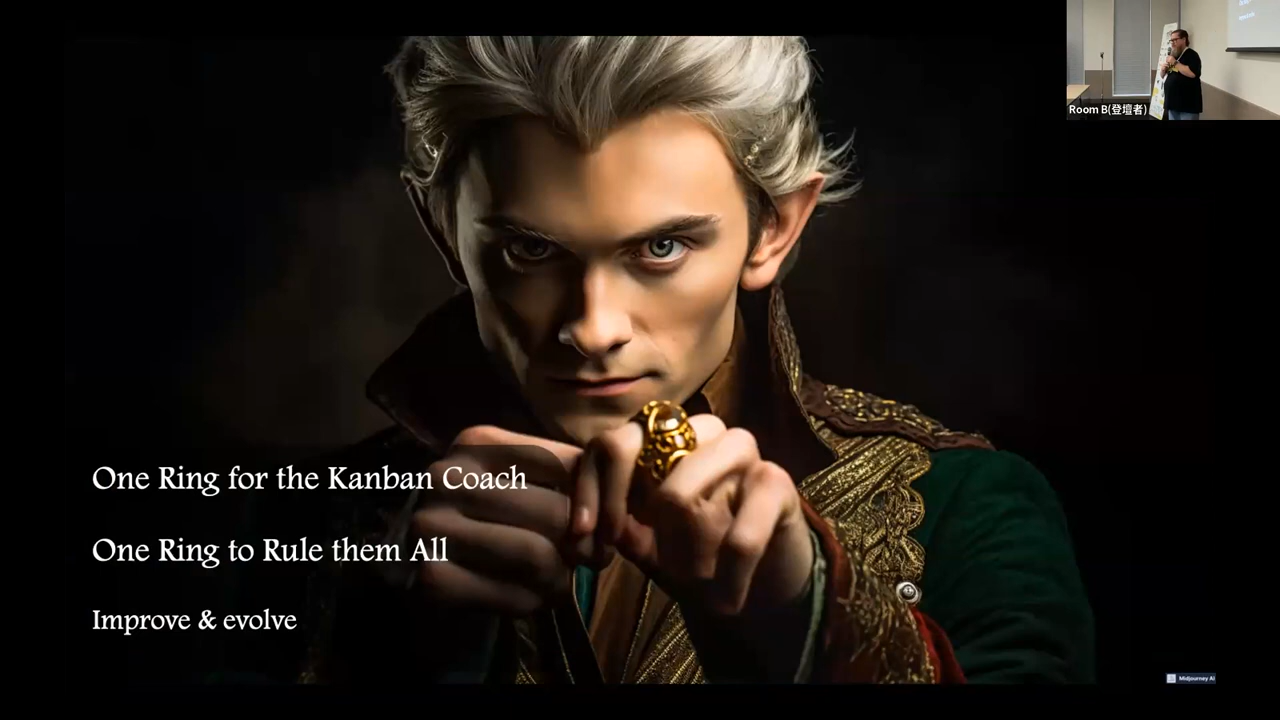 Room B(登壇者)
One Ring for the Kanban Coach
One Ring to Rule them All
Improve & evolve
Midjourney AI